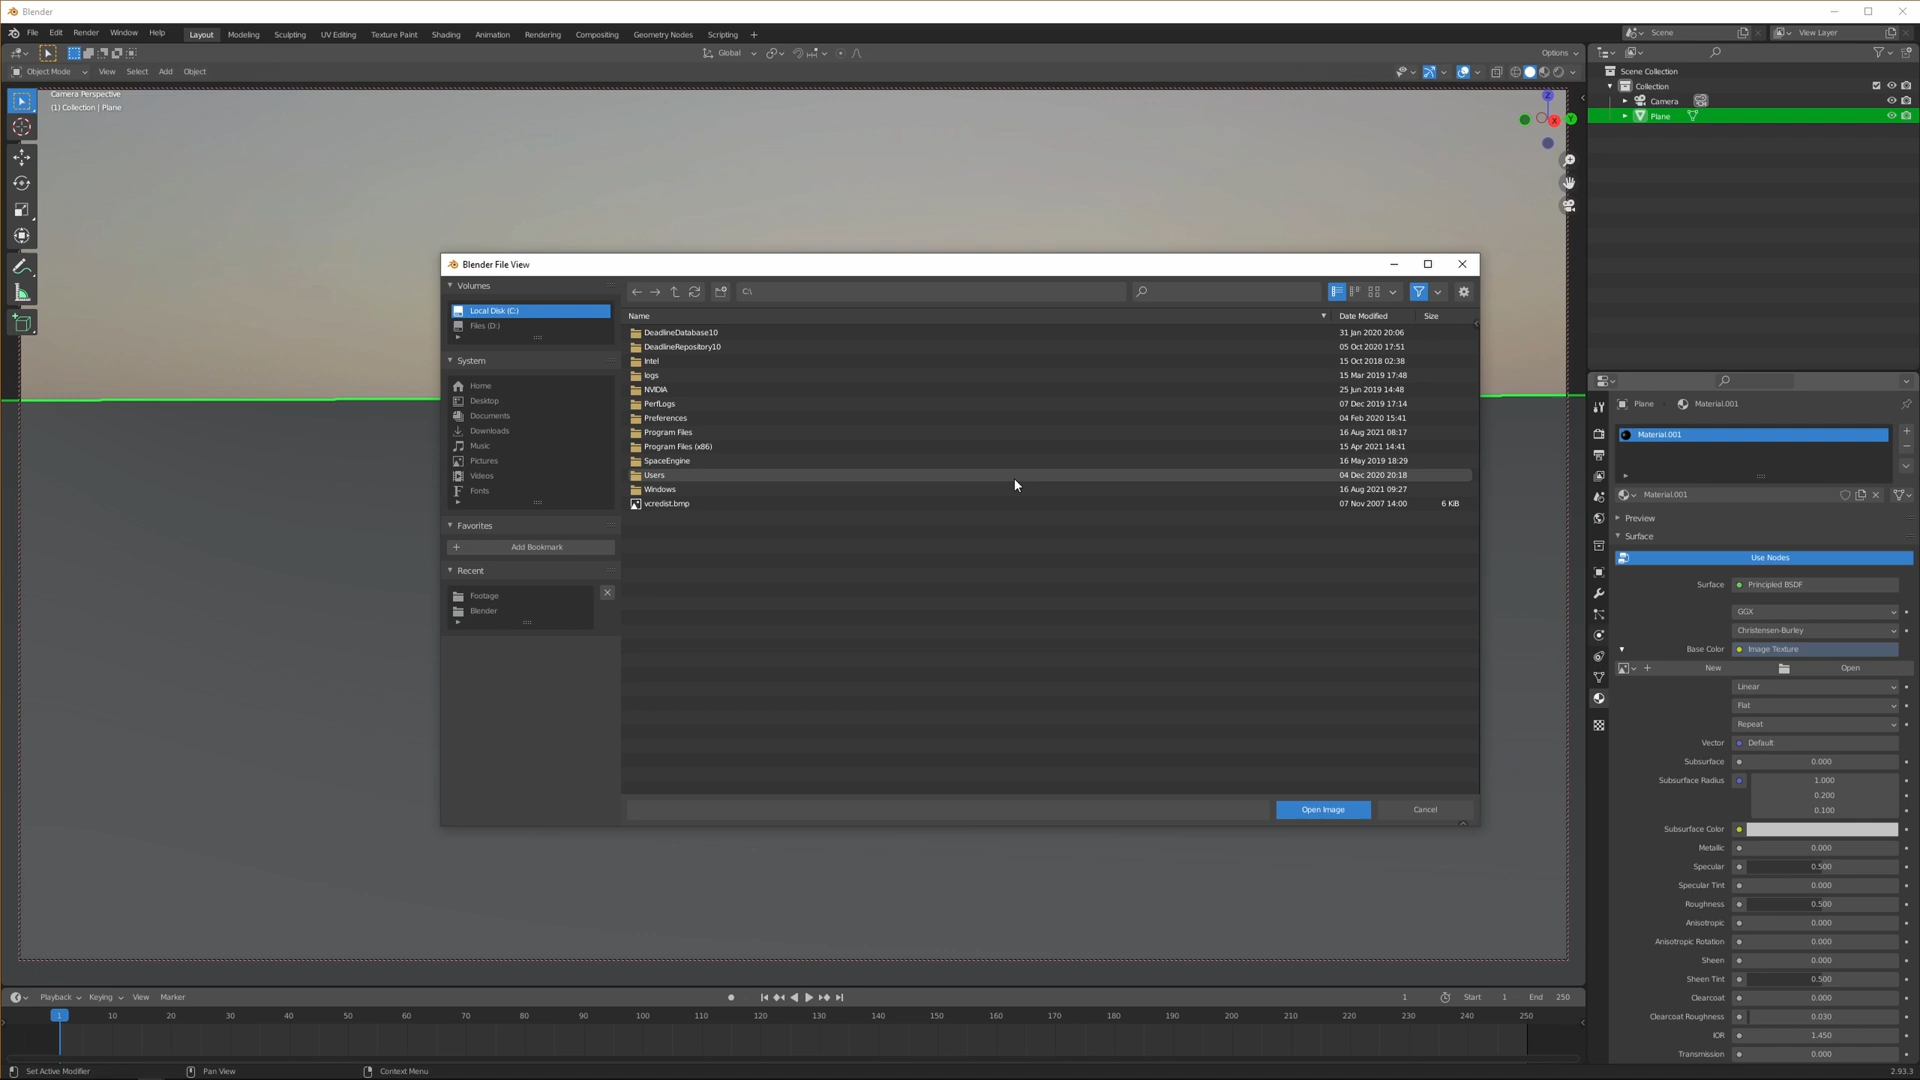 Blender
File Edit Render Window Help Layout Modeling Sculpting UV Editing Texture Paint Shading Animation Rendering Compositing Geometry Nodes Scripting +
Scene View Layer
Global Options
Object Mode View Select Add Object
Camera Perspective
(1) Collection | Plane
Z
X
Y
Scene Collection
Collection
Camera
Plane
Blender File View
Volumes
Local Disk (C:)
Files (D:)
System
Home
Desktop
Documents
Downloads
Music
Pictures
Videos
Fonts
Favorites
Add Bookmark
Recent
Footage
Blender
C:\
Name Date Modified Size
DeadlineDatabase10 31 Jan 2020 20:06
DeadlineRepository10 05 Oct 2020 17:51
Intel 15 Oct 2018 02:38
logs 15 Mar 2019 17:48
NVIDIA 25 Jun 2019 14:48
PerfLogs 07 Dec 2019 17:14
Preferences 04 Feb 2020 15:41
Program Files 16 Aug 2021 08:17
Program Files (x86) 15 Apr 2021 14:41
SpaceEngine 16 May 2019 18:29
Users 04 Dec 2020 20:18
Windows 16 Aug 2021 09:27
vcredist.bmp 07 Nov 2007 14:00 6 KiB
Open Image Cancel
Plane Material.001
Material.001
Material.001
Preview
Surface
Use Nodes
Surface Principled BSDF
GGX
Christensen-Burley
Base Color Image Texture
New Open
Linear
Flat
Repeat
Vector Default
Subsurface 0.000
Subsurface Radius 1.000
0.200
0.100
Subsurface Color
Metallic 0.000
Specular 0.500
Specular Tint 0.000
Roughness 0.500
Anisotropic 0.000
Anisotropic Rotation 0.000
Sheen 0.000
Sheen Tint 0.500
Clearcoat 0.000
Clearcoat Roughness 0.030
IOR 1.450
Transmission 0.000
Playback Keying View Marker 1 Start 1 End 250
1 10 20 30 40 50 60 70 80 90 100 110 120 130 140 150 160 170 180 190 200 210 220 230 240 250
Set Active Modifier Pan View Context Menu 2.93.3